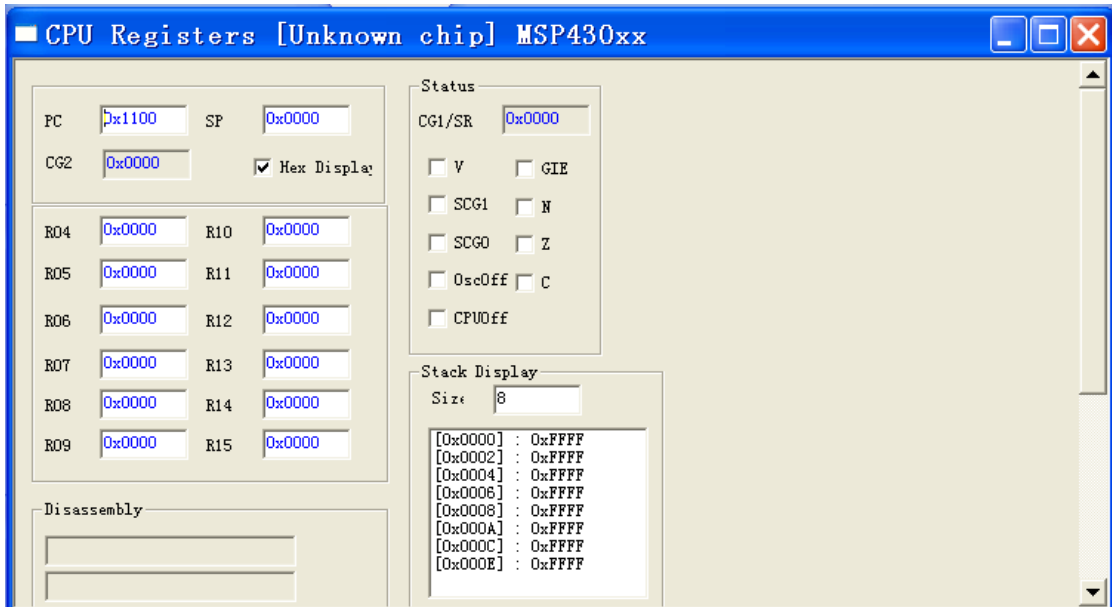 CPU Registers [Unknown chip] MSP430xx
PC 0x1100 SP 0x0000
CG2 0x0000 Hex Display
R04 0x0000 R10 0x0000
R05 0x0000 R11 0x0000
R06 0x0000 R12 0x0000
R07 0x0000 R13 0x0000
R08 0x0000 R14 0x0000
R09 0x0000 R15 0x0000
Disassembly
Status
CG1/SR 0x0000
V GIE
SCG1 N
SCG0 Z
OscOff C
CPUOff
Stack Display
Size 8
[0x0000] : 0xFFFF
[0x0002] : 0xFFFF
[0x0004] : 0xFFFF
[0x0006] : 0xFFFF
[0x0008] : 0xFFFF
[0x000A] : 0xFFFF
[0x000C] : 0xFFFF
[0x000E] : 0xFFFF